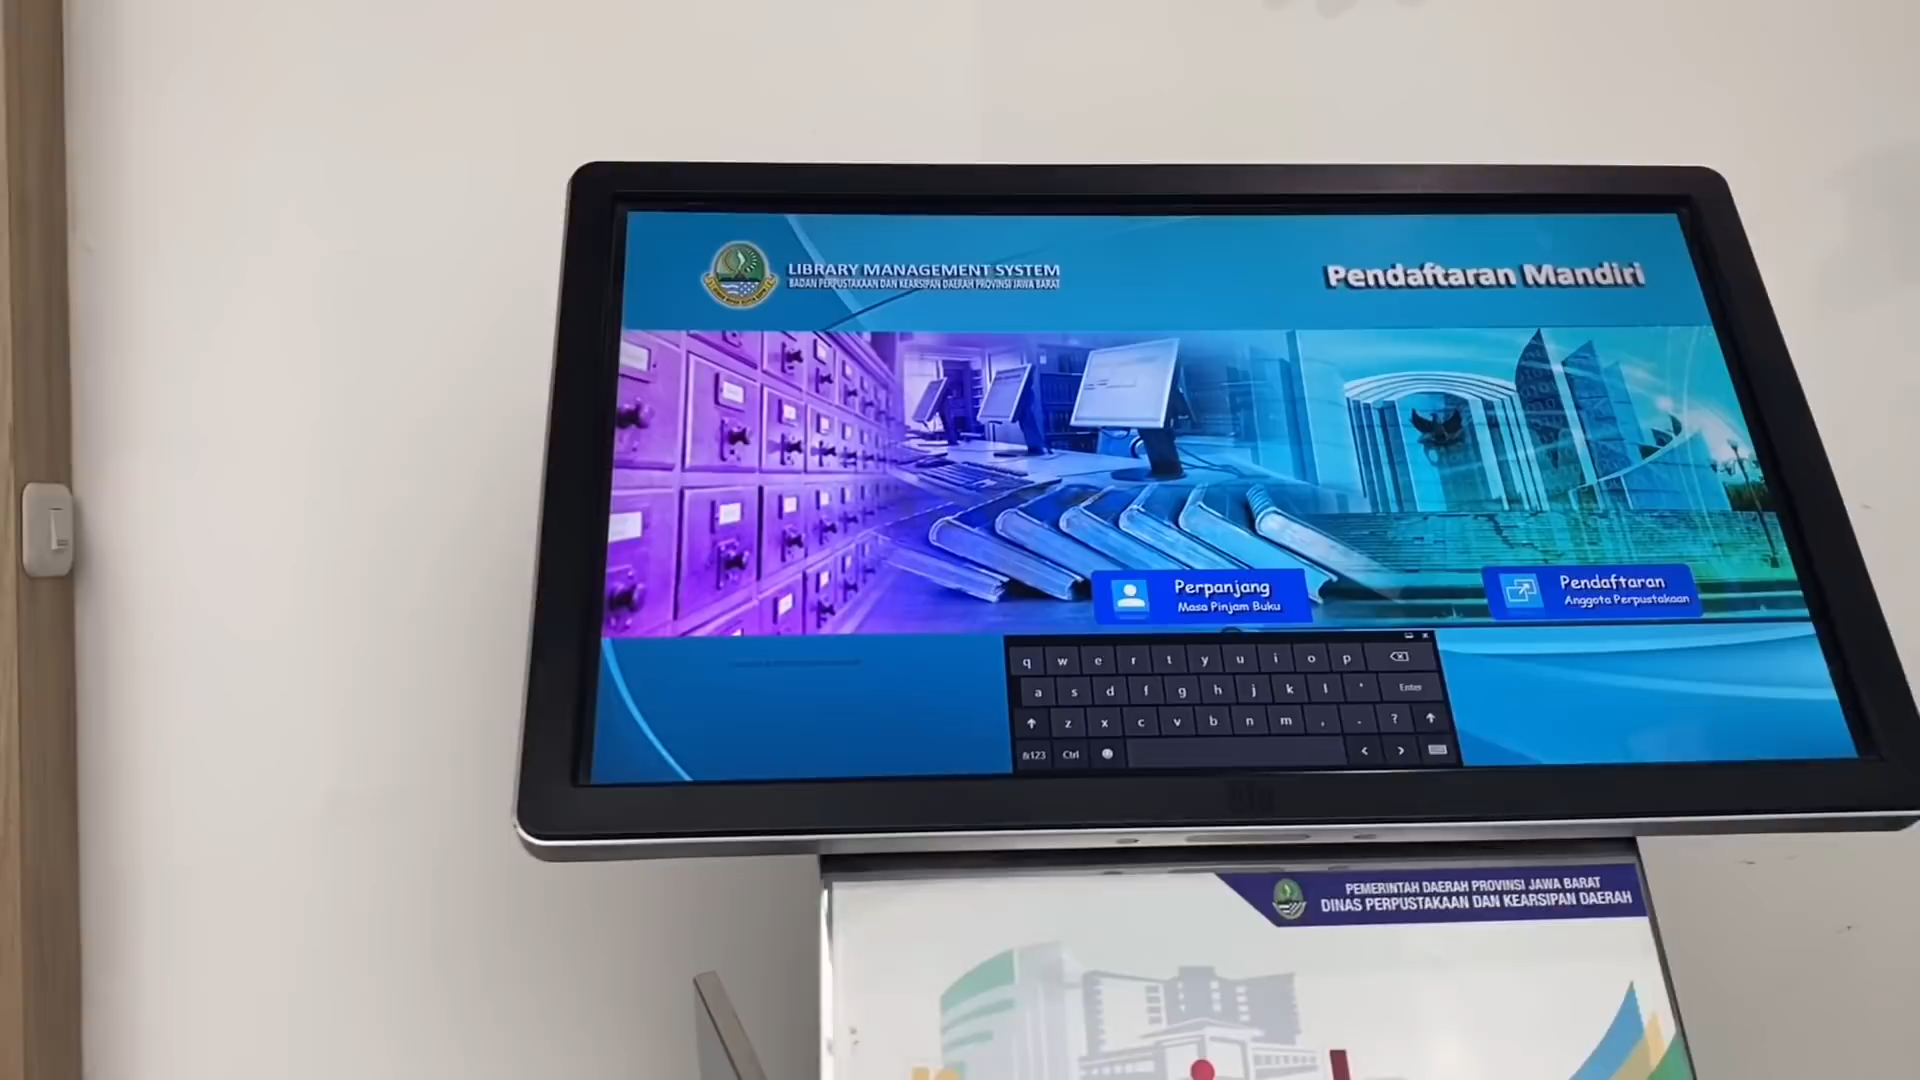 LIBRARY MANAGEMENT SYSTEM
BADAN PERPUSTAKAAN DAN KEARSIPAN DAERAH PROVINSI JAWA BARAT
Pendaftaran Mandiri
Perpanjang
Masa Pinjam Buku
Pendaftaran
Anggota Perpustakaan
q w e r t y u i o p
a s d f g h j k l ' Enter
z x c v b n m , . ?
&123 Ctrl < >
elo
PEMERINTAH DAERAH PROVINSI JAWA BARAT
DINAS PERPUSTAKAAN DAN KEARSIPAN DAERAH